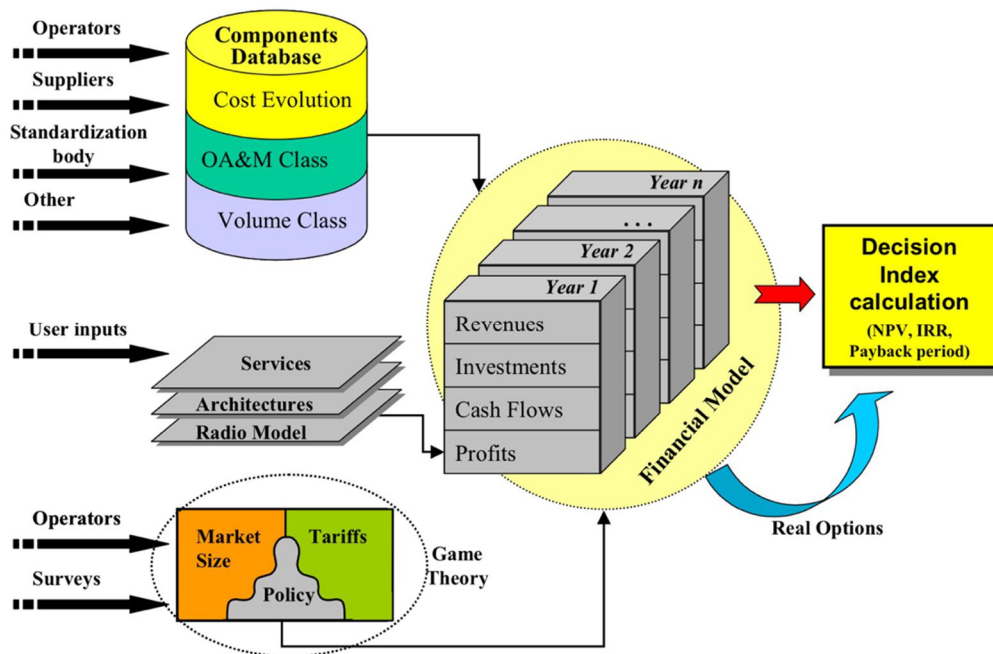 Operators
Suppliers
Standardization
body
Other
Components
Database
Cost Evolution
OA&M Class
Volume Class
User inputs
Services
Architectures
Radio Model
Operators
Surveys
Market
Size
Tariffs
Policy
Game
Theory
Year n
...
Year 2
Year 1
Revenues
Investments
Cash Flows
Profits
Financial Model
Decision
Index
calculation
(NPV, IRR,
Payback period)
Real Options